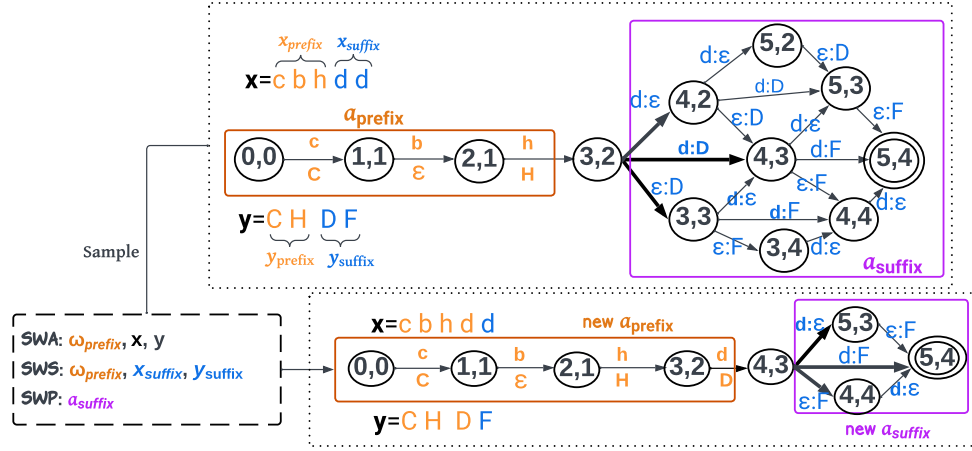 x_prefix x_suffix
x=c b h d d
a_prefix
0,0 c C 1,1 b ε 2,1 h H 3,2
y=C H D F
y_prefix y_suffix
5,2
d:ε ε:D
d:ε 4,2 d:D 5,3
ε:D d:ε ε:F
d:D 4,3 d:F 5,4
ε:D d:ε ε:F d:ε
3,3 d:F 4,4
ε:F 3,4 d:ε
a_suffix
Sample
SWA: ω_prefix, x, y
SWS: ω_prefix, x_suffix, y_suffix
SWP: a_suffix
x=c b h d d
new a_prefix
0,0 c C 1,1 b ε 2,1 h H 3,2 d D 4,3
y=C H D F
d:ε 5,3 ε:F
d:F 5,4
ε:F 4,4 d:ε
new a_suffix